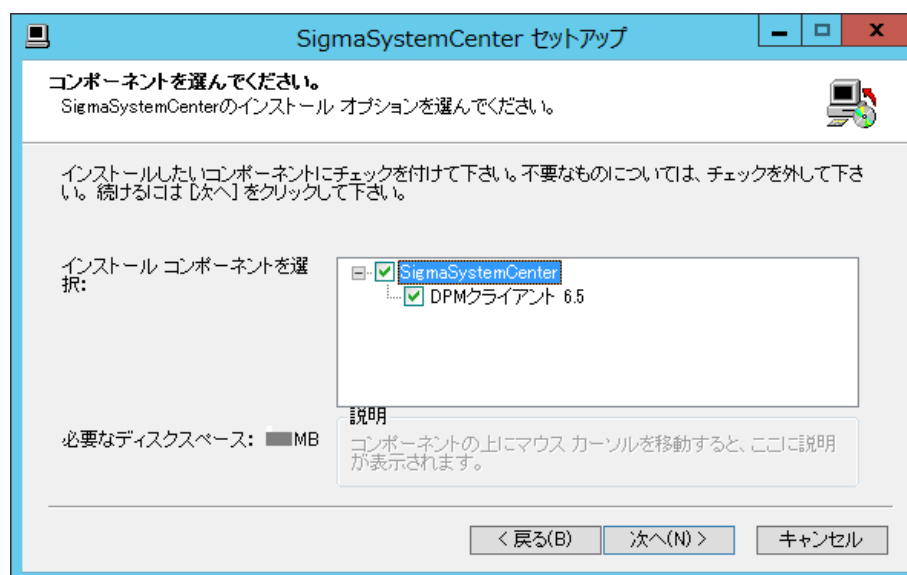 SigmaSystemCenter セットアップ
コンポーネントを選んでください。
SigmaSystemCenterのインストール オプションを選んでください。
インストールしたいコンポーネントにチェックを付けて下さい。不要なものについては、チェックを外して下さ
い。続けるには [次へ] をクリックして下さい。
インストール コンポーネントを選
択:
SigmaSystemCenter
DPMクライアント 6.5
必要なディスクスペース: MB
説明
コンポーネントの上にマウス カーソルを移動すると、ここに説明
が表示されます。
< 戻る(B)
次へ(N) >
キャンセル